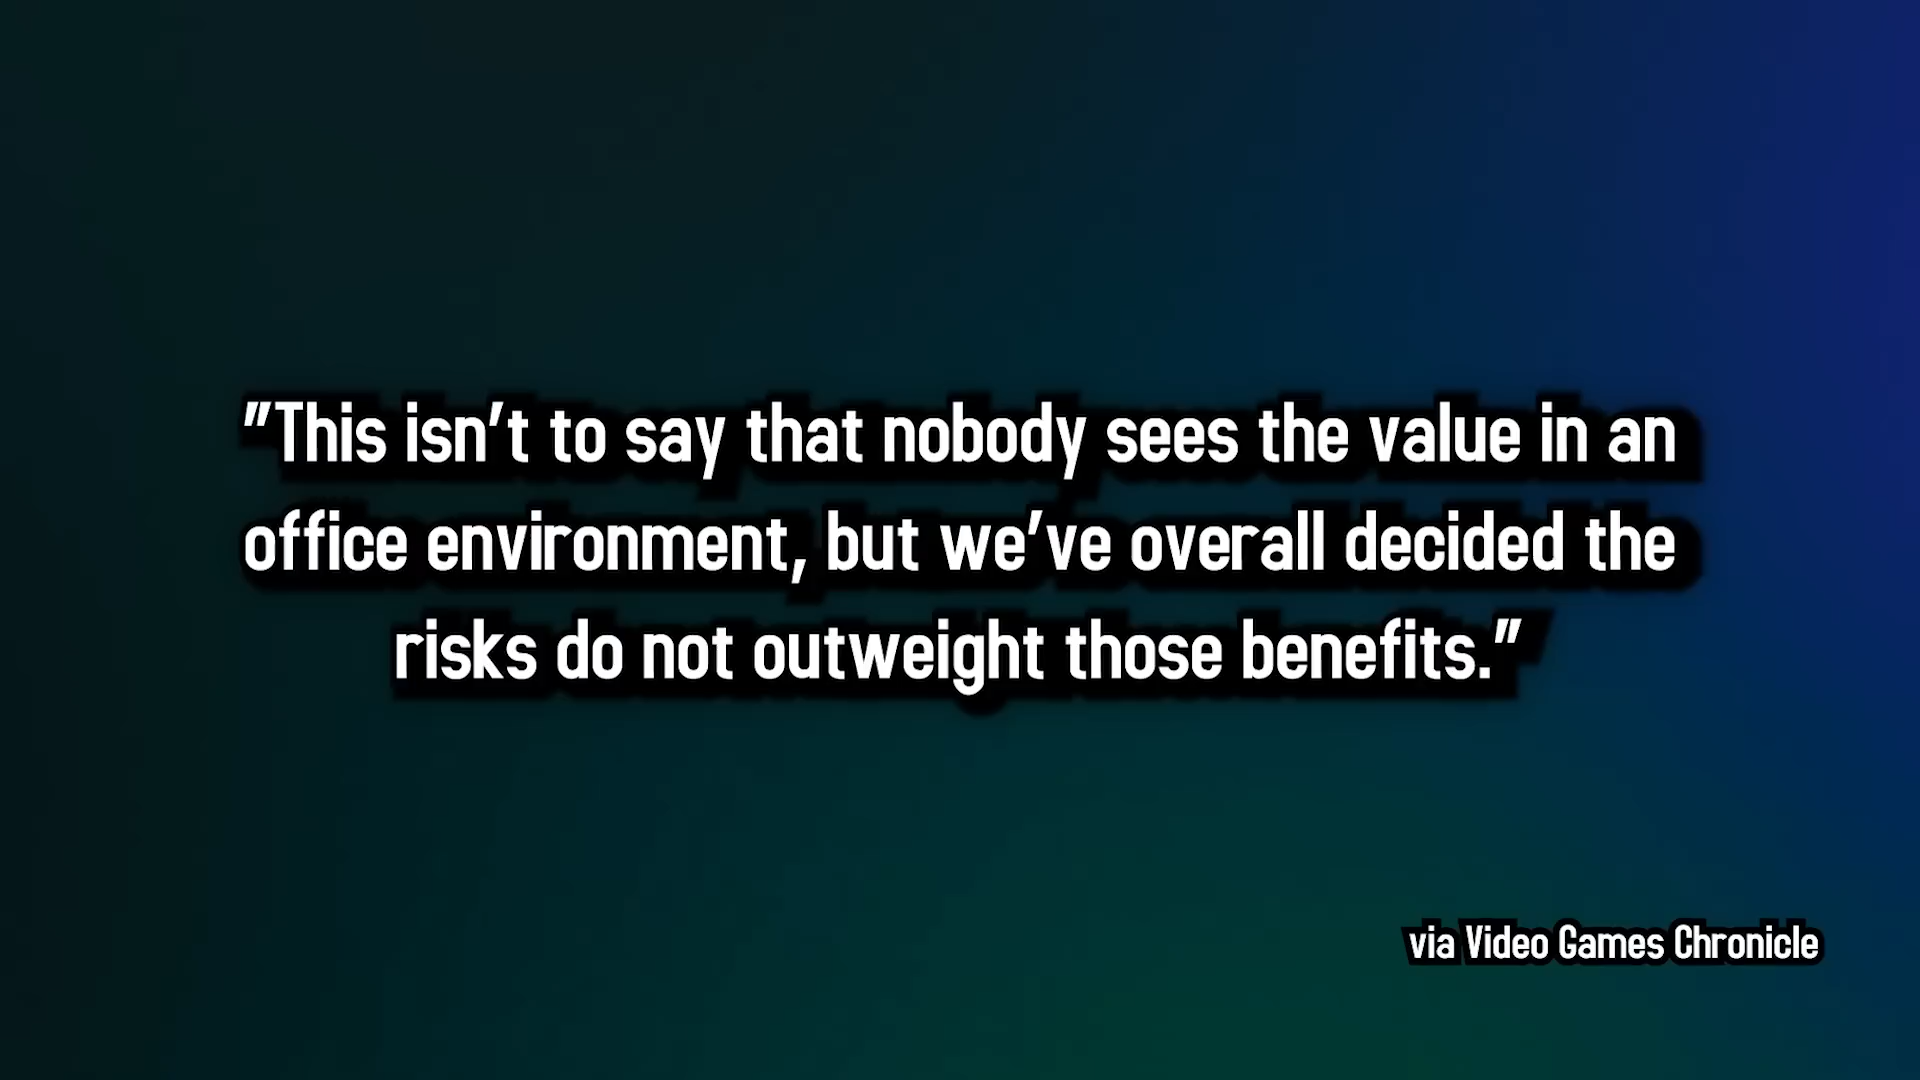 "This isn't to say that nobody sees the value in an
office environment, but we've overall decided the
risks do not outweight those benefits."
via Video Games Chronicle